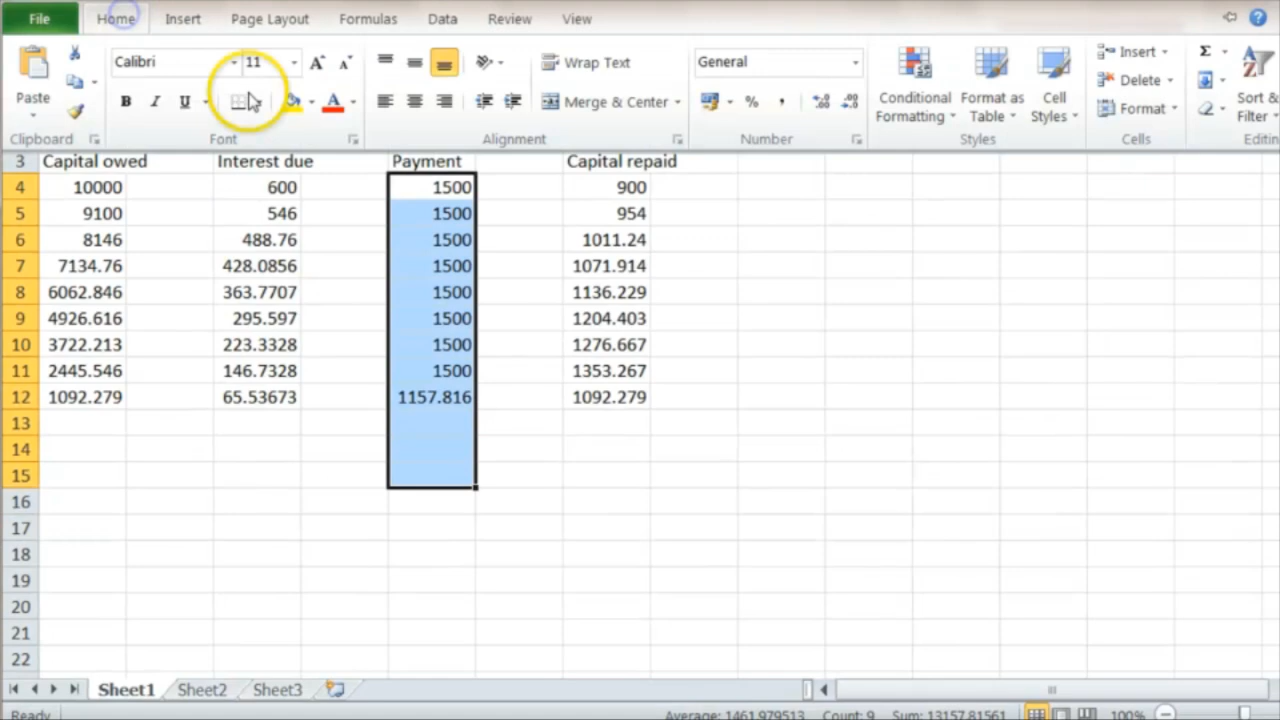 File Home Insert Page Layout Formulas Data Review View
Calibri 11 Wrap Text General Insert Σ
Paste B I U A Merge & Center % , Conditional Formatting Format as Table Cell Styles Delete Format Sort & Filter
Clipboard Font Alignment Number Styles Cells
3 Capital owed Interest due Payment Capital repaid
4 10000 600 1500 900
5 9100 546 1500 954
6 8146 488.76 1500 1011.24
7 7134.76 428.0856 1500 1071.914
8 6062.846 363.7707 1500 1136.229
9 4926.616 295.597 1500 1204.403
10 3722.213 223.3328 1500 1276.667
11 2445.546 146.7328 1500 1353.267
12 1092.279 65.53673 1157.816 1092.279
13
14
15
16
17
18
19
20
21
22
Sheet1 Sheet2 Sheet3
Ready Average: 1461.979513 Count: 9 Sum: 13157.81561 100%